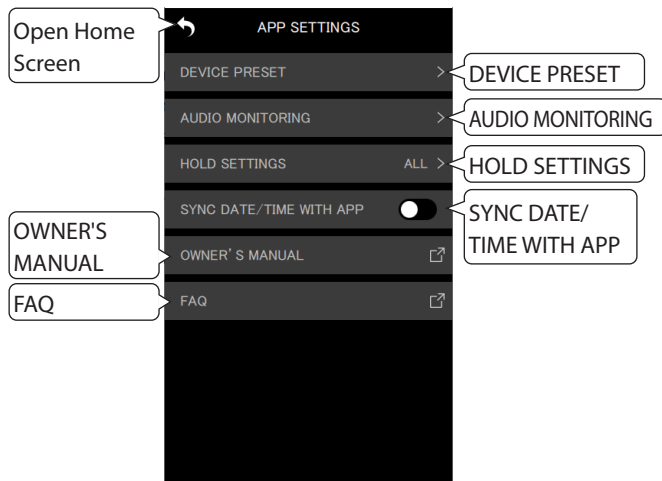 Open Home
Screen
APP SETTINGS
DEVICE PRESET
DEVICE PRESET
AUDIO MONITORING
AUDIO MONITORING
HOLD SETTINGS
ALL
HOLD SETTINGS
SYNC DATE/TIME WITH APP
SYNC DATE/
TIME WITH APP
OWNER'S
MANUAL
OWNER’S MANUAL
FAQ
FAQ